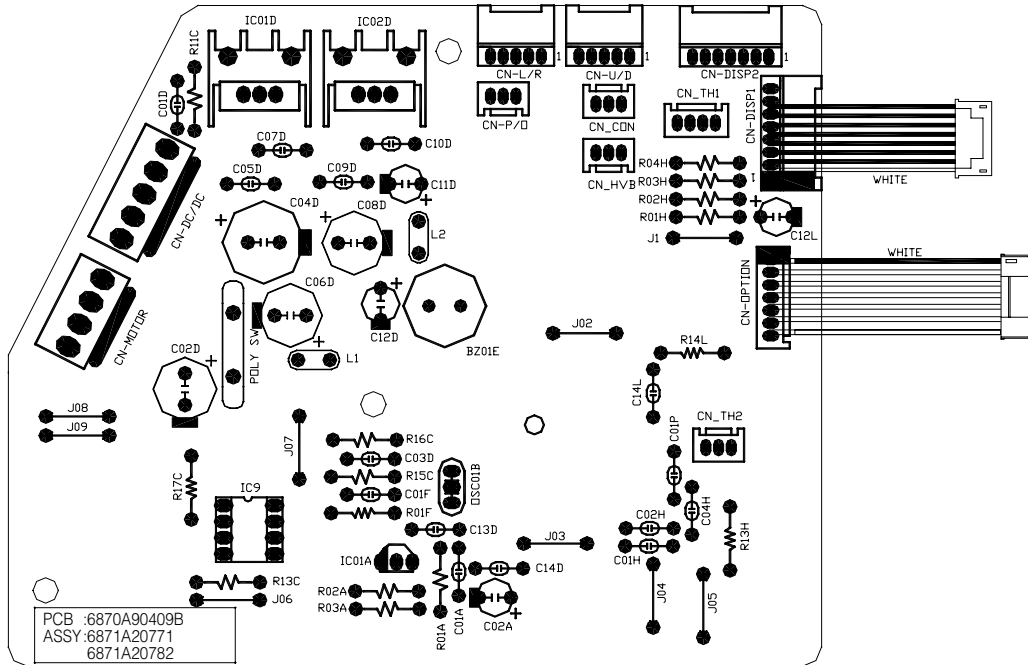 IC01D
IC02D
R11C
C01D
1
1
1
CN-L/R
CN-U/D
CN-DISP2
CN-P/O
CN_CON
CN_TH1
CN-DISP1
CN_HVB
C07D
C10D
C05D
C09D
C11D
R04H
R03H
R02H
R01H
1
WHITE
CN-DC/DC
C04D
C08D
L2
J1
C12L
WHITE
CN-OPTION
CN-MOTOR
C06D
C12D
BZ01E
J02
C02D
POLY SW
L1
R14L
C14L
J08
J09
J07
C01P
CN_TH2
R16C
C03D
R15C
C01F
R01F
OSC01B
R17C
IC9
C13D
C02H
C04H
R13H
C01H
J03
IC01A
C14D
R13C
J06
R02A
R03A
R01A
C01A
C02A
J04
J05
PCB :6870A90409B
ASSY:6871A20771
6871A20782